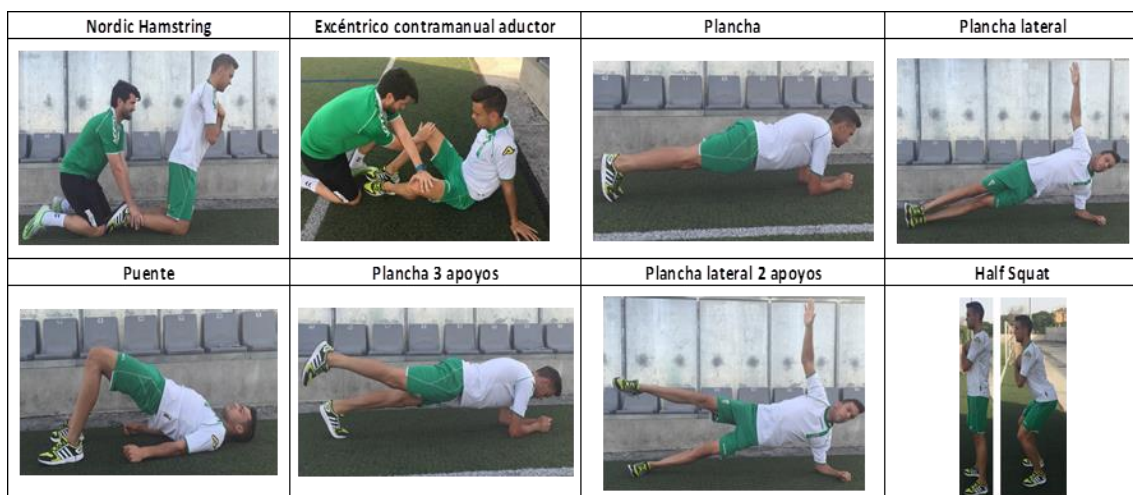 Nordic Hamstring
Excéntrico contramanual aductor
Plancha
Plancha lateral
Puente
Plancha 3 apoyos
Plancha lateral 2 apoyos
Half Squat